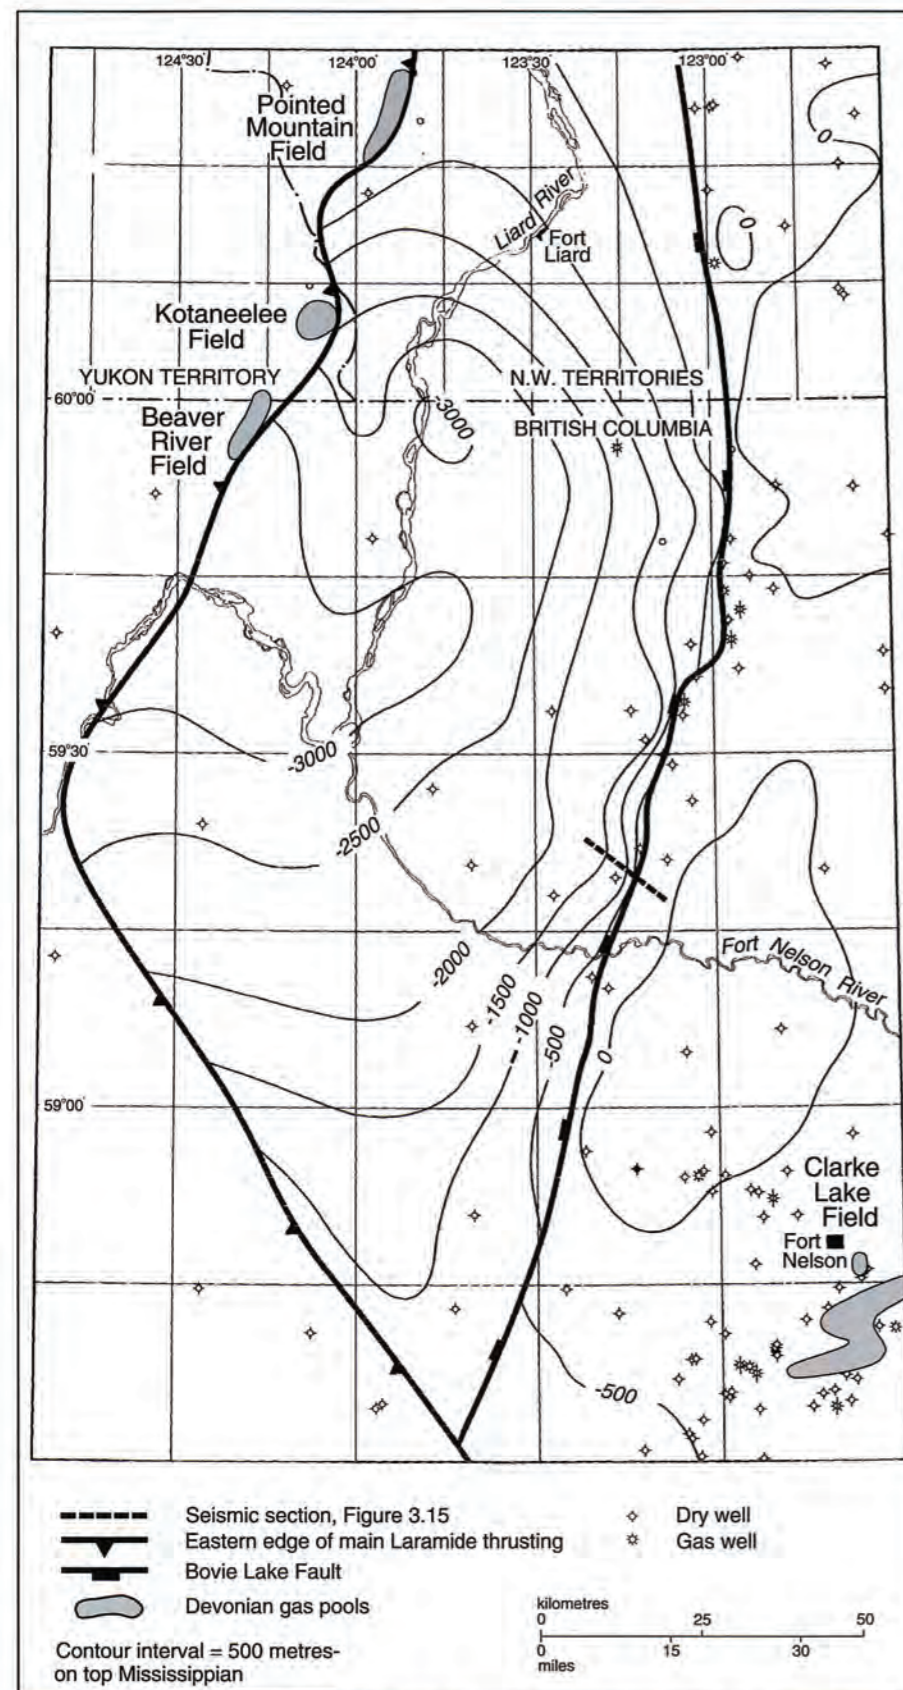 124°30'
124°00'
123°30'
123°00'
Pointed
Mountain
Field
0
Liard River
Fort
Liard
0
Kotaneelee
Field
YUKON TERRITORY
N.W. TERRITORIES
60°00'
-3000
Beaver
River
Field
BRITISH COLUMBIA
59°30'
-3000
-2500
-2000
-1500
-1000
-500
0
Fort Nelson River
59°00'
Clarke
Lake
Field
Fort
Nelson
-500
Seismic section, Figure 3.15
Eastern edge of main Laramide thrusting
Bovie Lake Fault
Devonian gas pools
Dry well
Gas well
Contour interval = 500 metres-
on top Mississippian
kilometres
0 25 50
0 15 30
miles